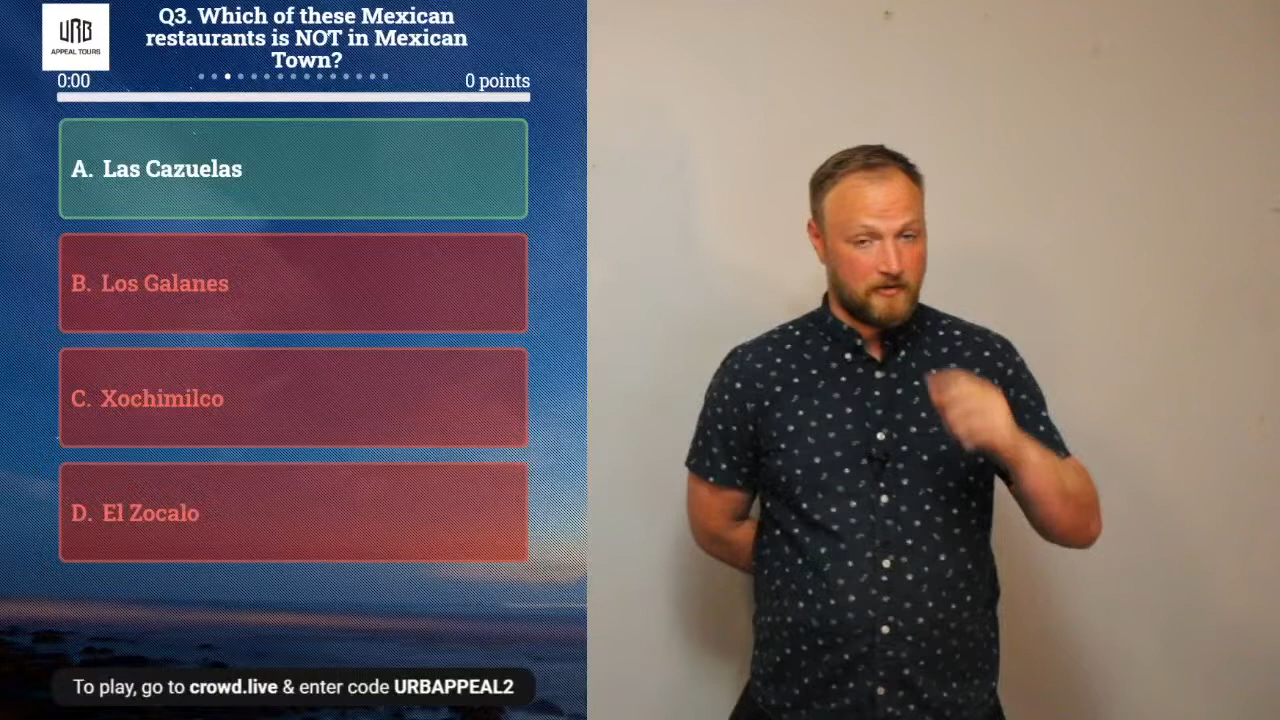 URB
APPEAL TOURS
Q3. Which of these Mexican
restaurants is NOT in Mexican
Town?
0:00
0 points
A. Las Cazuelas
B. Los Galanes
C. Xochimilco
D. El Zocalo
To play, go to crowd.live & enter code URBAPPEAL2